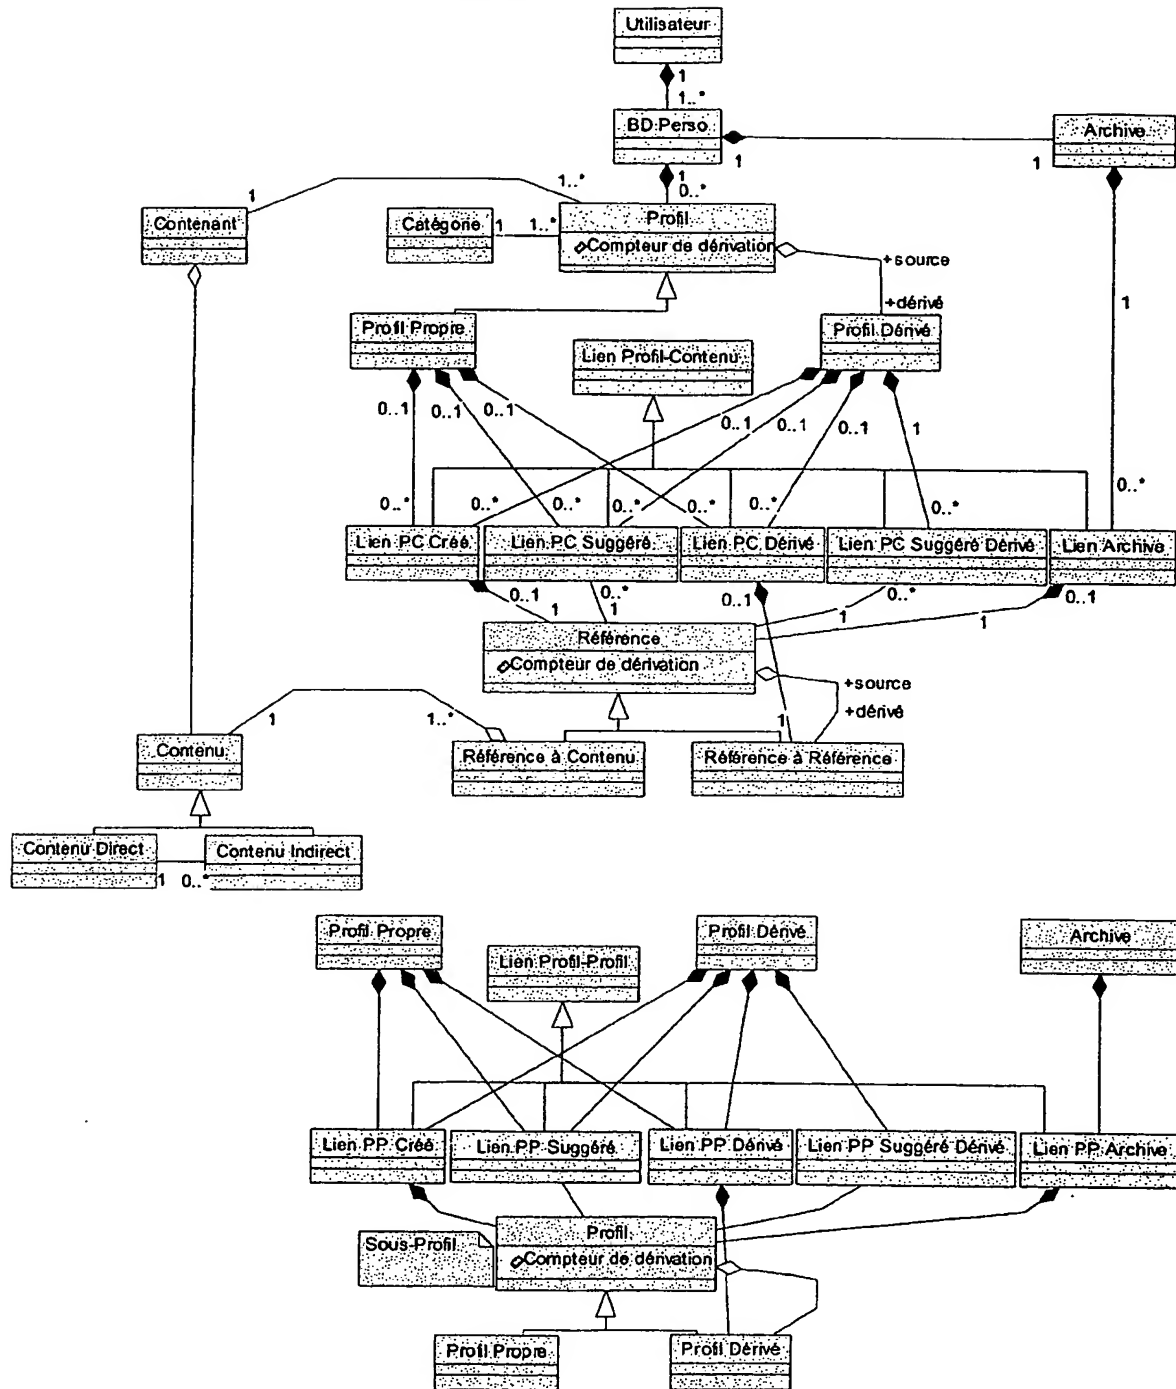 Utilisateur
1
1..*
BD Perso
Archive
1
1
1
0..*
1
1..*
Contenant
Catégorie
1
1..*
Profil
Compteur de dérivation
+source
+dérivé
1
Profil Propre
Profil Dérivé
Lien Profil-Contenu
0..1
0..1
0..1
0..1
0..1
0..1
1
0..*
0..*
0..*
0..*
0..*
0..*
0..*
0..*
Lien PC Créé
Lien PC Suggéré
Lien PC Dérivé
Lien PC Suggéré Dérivé
Lien Archive
0..1
1
0..*
1
0..1
0..*
1
0..1
1
Référence
Compteur de dérivation
+source
+dérivé
1
1..*
1
Contenu
Référence à Contenu
Référence à Référence
Contenu Direct
Contenu Indirect
1
0..*
Profil Propre
Profil Dérivé
Archive
Lien Profil-Profil
Lien PP Créé
Lien PP Suggéré
Lien PP Dérivé
Lien PP Suggéré Dérivé
Lien PP Archive
Sous-Profil
Profil
Compteur de dérivation
Profil Propre
Profil Dérivé